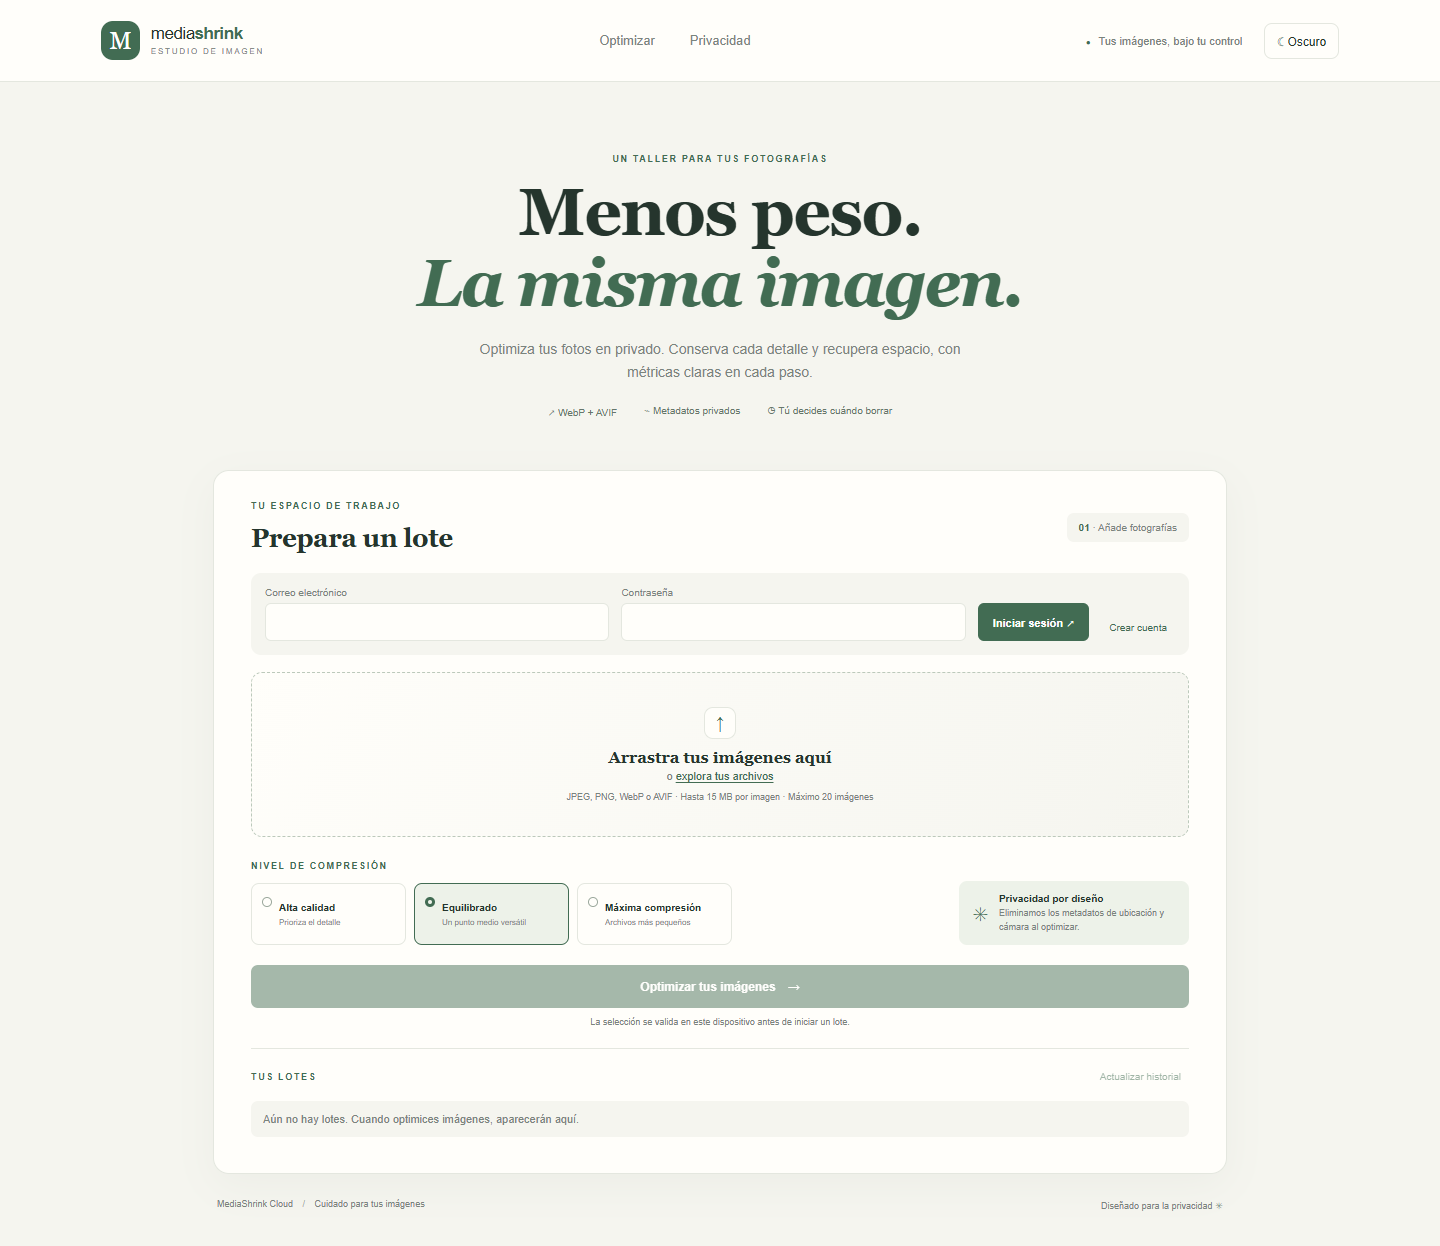 M
mediashrink
ESTUDIO DE IMAGEN
Optimizar
Privacidad
• Tus imágenes, bajo tu control
☾ Oscuro
UN TALLER PARA TUS FOTOGRAFÍAS
Menos peso.
La misma imagen.
Optimiza tus fotos en privado. Conserva cada detalle y recupera espacio, con
métricas claras en cada paso.
↗ WebP + AVIF
~ Metadatos privados
◷ Tú decides cuándo borrar
TU ESPACIO DE TRABAJO
Prepara un lote
01 · Añade fotografías
Correo electrónico
Contraseña
Iniciar sesión ↗
Crear cuenta
↑
Arrastra tus imágenes aquí
o explora tus archivos
JPEG, PNG, WebP o AVIF · Hasta 15 MB por imagen · Máximo 20 imágenes
NIVEL DE COMPRESIÓN
Alta calidad
Prioriza el detalle
Equilibrado
Un punto medio versátil
Máxima compresión
Archivos más pequeños
Privacidad por diseño
Eliminamos los metadatos de ubicación y
cámara al optimizar.
Optimizar tus imágenes →
La selección se valida en este dispositivo antes de iniciar un lote.
TUS LOTES
Actualizar historial
Aún no hay lotes. Cuando optimices imágenes, aparecerán aquí.
MediaShrink Cloud / Cuidado para tus imágenes
Diseñado para la privacidad ✳